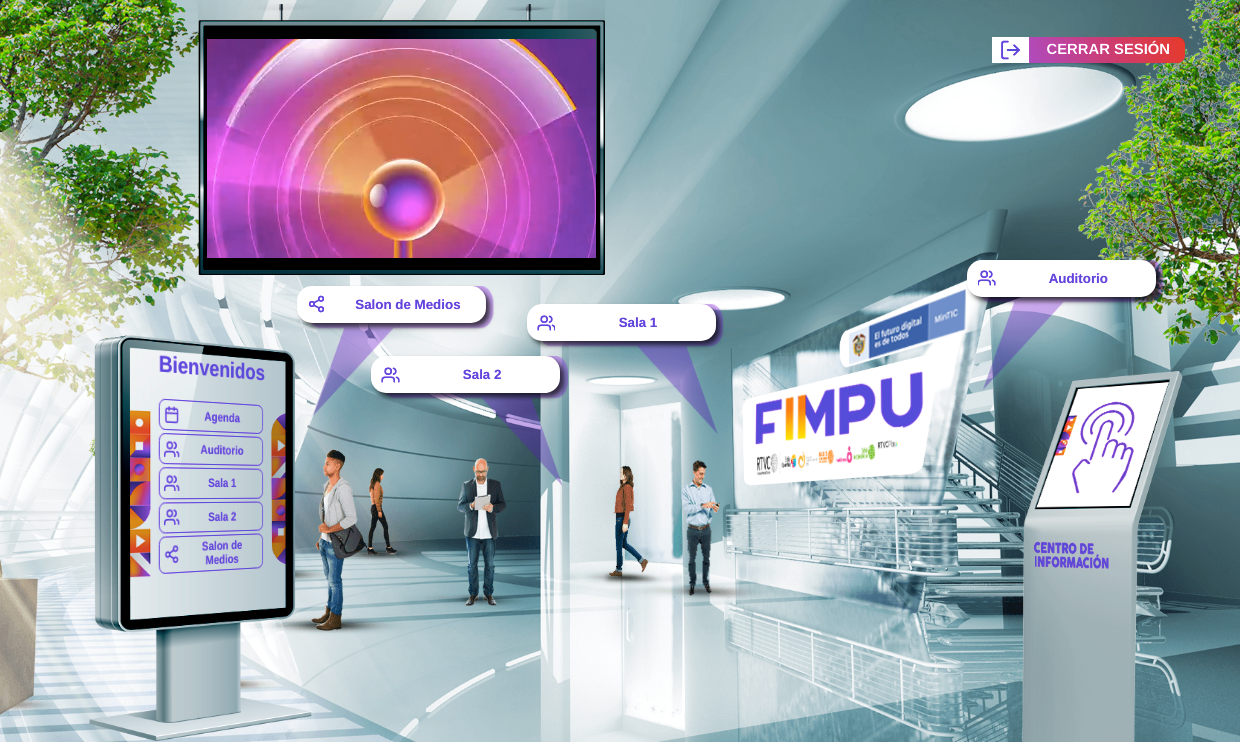 CERRAR SESIÓN
Auditorio
Salon de Medios
Sala 1
Sala 2
El futuro digital
es de todos
MinTIC
Bienvenidos
Agenda
Auditorio
Sala 1
Sala 2
Salon de
Medios
FIMPU
RTVC
CENTRO DE
INFORMACIÓN